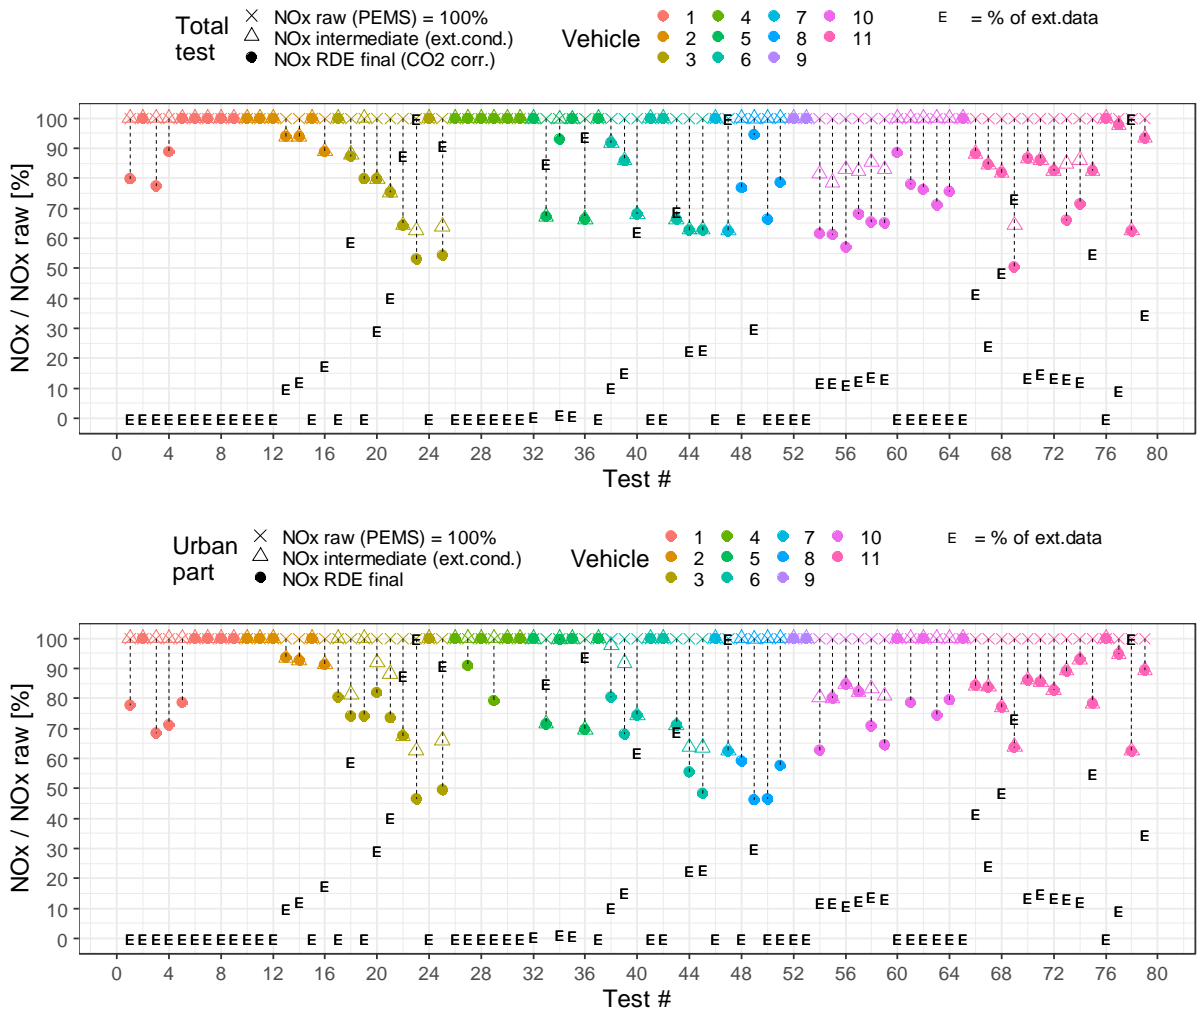 Total
test
NOx raw (PEMS) = 100%
NOx intermediate (ext.cond.)
NOx RDE final (CO2 corr.)
Vehicle
1 4 7 10
2 5 8 11
3 6 9
E = % of ext.data
NOx / NOx raw [%]
100
90
80
70
60
50
40
30
20
10
0
0 4 8 12 16 20 24 28 32 36 40 44 48 52 56 60 64 68 72 76 80
Test #
Urban
part
NOx raw (PEMS) = 100%
NOx intermediate (ext.cond.)
NOx RDE final
Vehicle
1 4 7 10
2 5 8 11
3 6 9
E = % of ext.data
NOx / NOx raw [%]
100
90
80
70
60
50
40
30
20
10
0
0 4 8 12 16 20 24 28 32 36 40 44 48 52 56 60 64 68 72 76 80
Test #